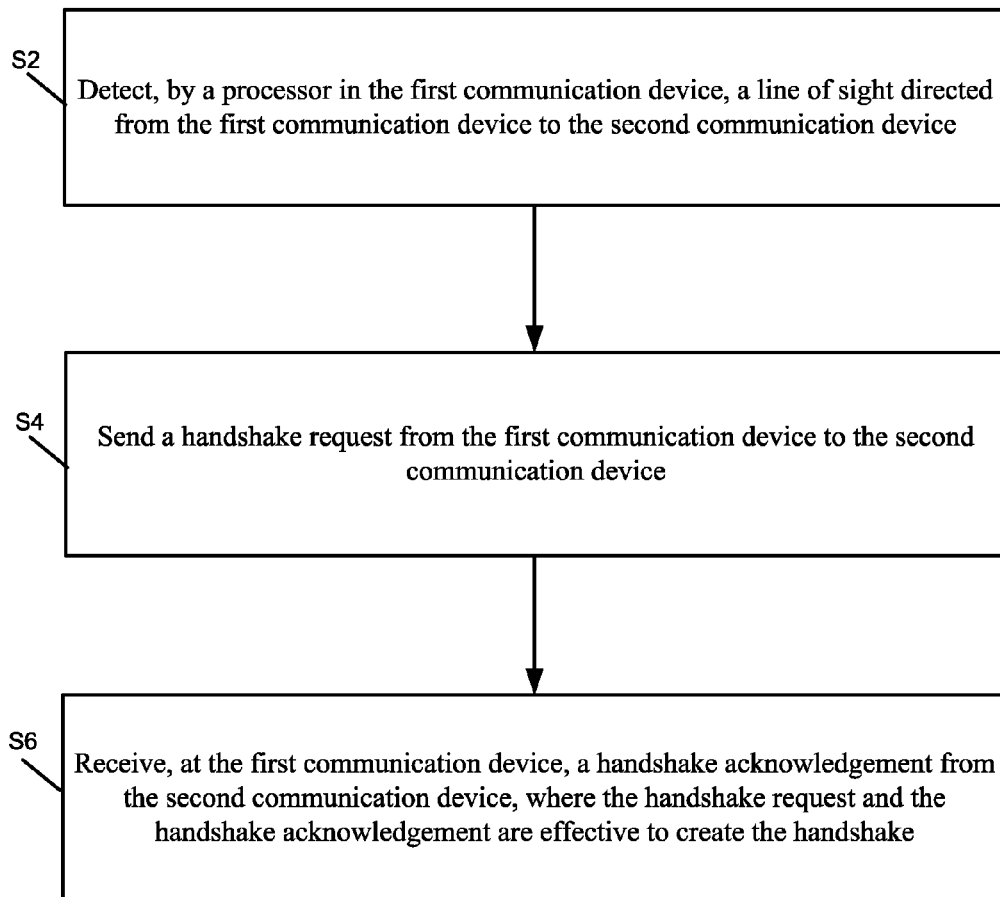 S2
Detect, by a processor in the first communication device, a line of sight directed
from the first communication device to the second communication device
S4
Send a handshake request from the first communication device to the second
communication device
S6
Receive, at the first communication device, a handshake acknowledgement from
the second communication device, where the handshake request and the
handshake acknowledgement are effective to create the handshake